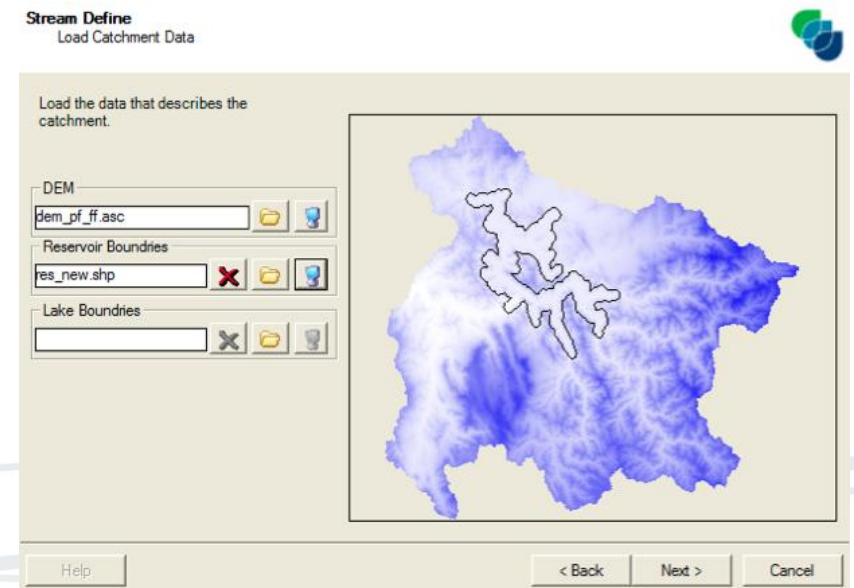 Stream Define
Load Catchment Data
Load the data that describes the
catchment.
DEM
dem_pf_ff.asc
Reservoir Boundries
res_new.shp
Lake Boundries
Help
< Back
Next >
Cancel